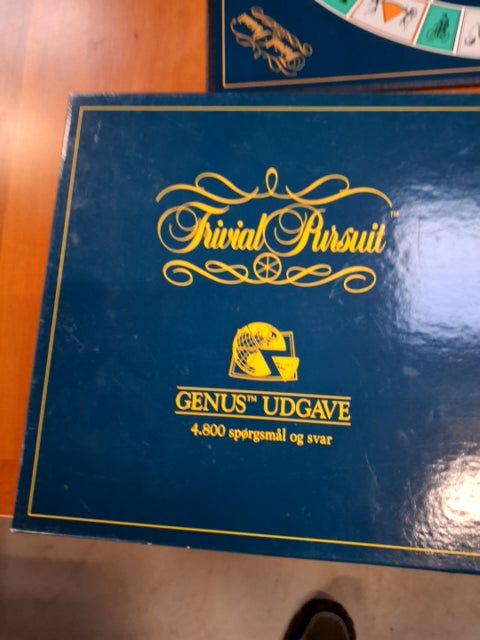 Trivial Pursuit™
GENUS™ UDGAVE
4.800 spørgsmål og svar